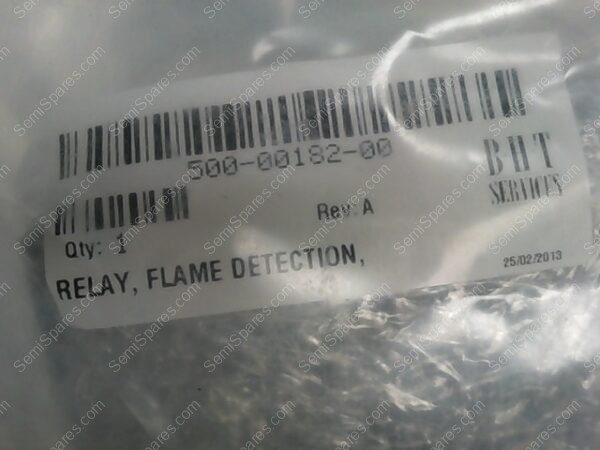 500-00182-00
BHT
SERVICES
Rev: A
Qty: 1
RELAY, FLAME DETECTION,
25/02/2013
SemiSpares.com